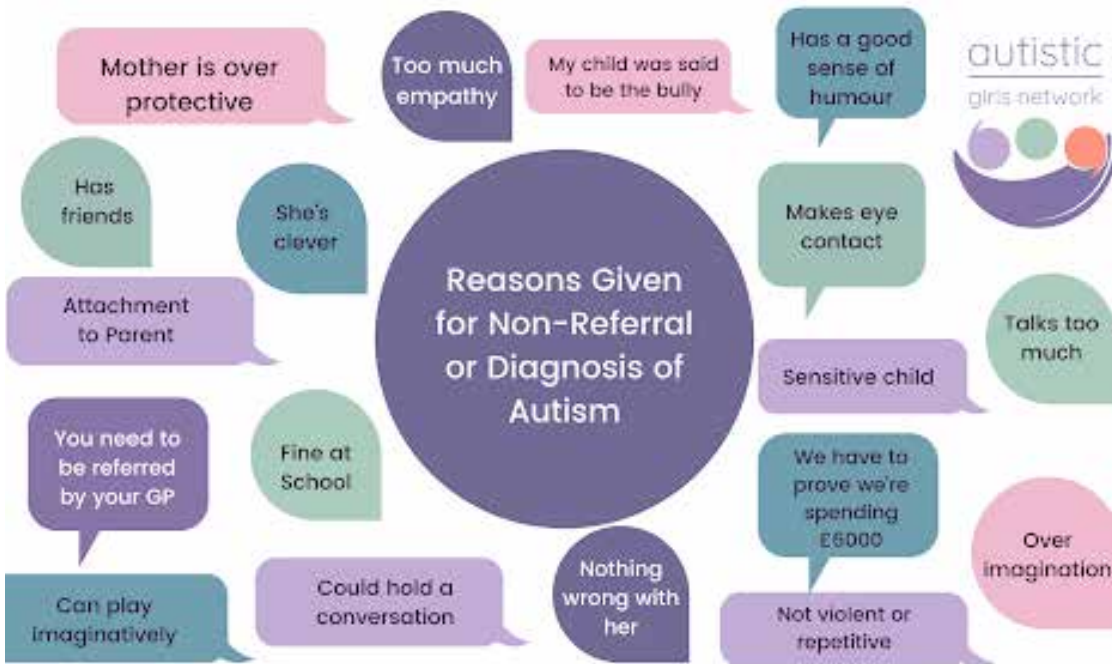 Mother is over
protective
Too much
empathy
My child was said
to be the bully
Has a good
sense of
humour
autistic
girls network
Has
friends
She's
clever
Makes eye
contact
Attachment
to Parent
Reasons Given
for Non-Referral
or Diagnosis of
Autism
Sensitive child
Talks too
much
You need to
be referred
by your GP
Fine at
School
We have to
prove we're
spending
£6000
Over
imagination
Can play
imaginatively
Could hold a
conversation
Nothing
wrong with
her
Not violent or
repetitive